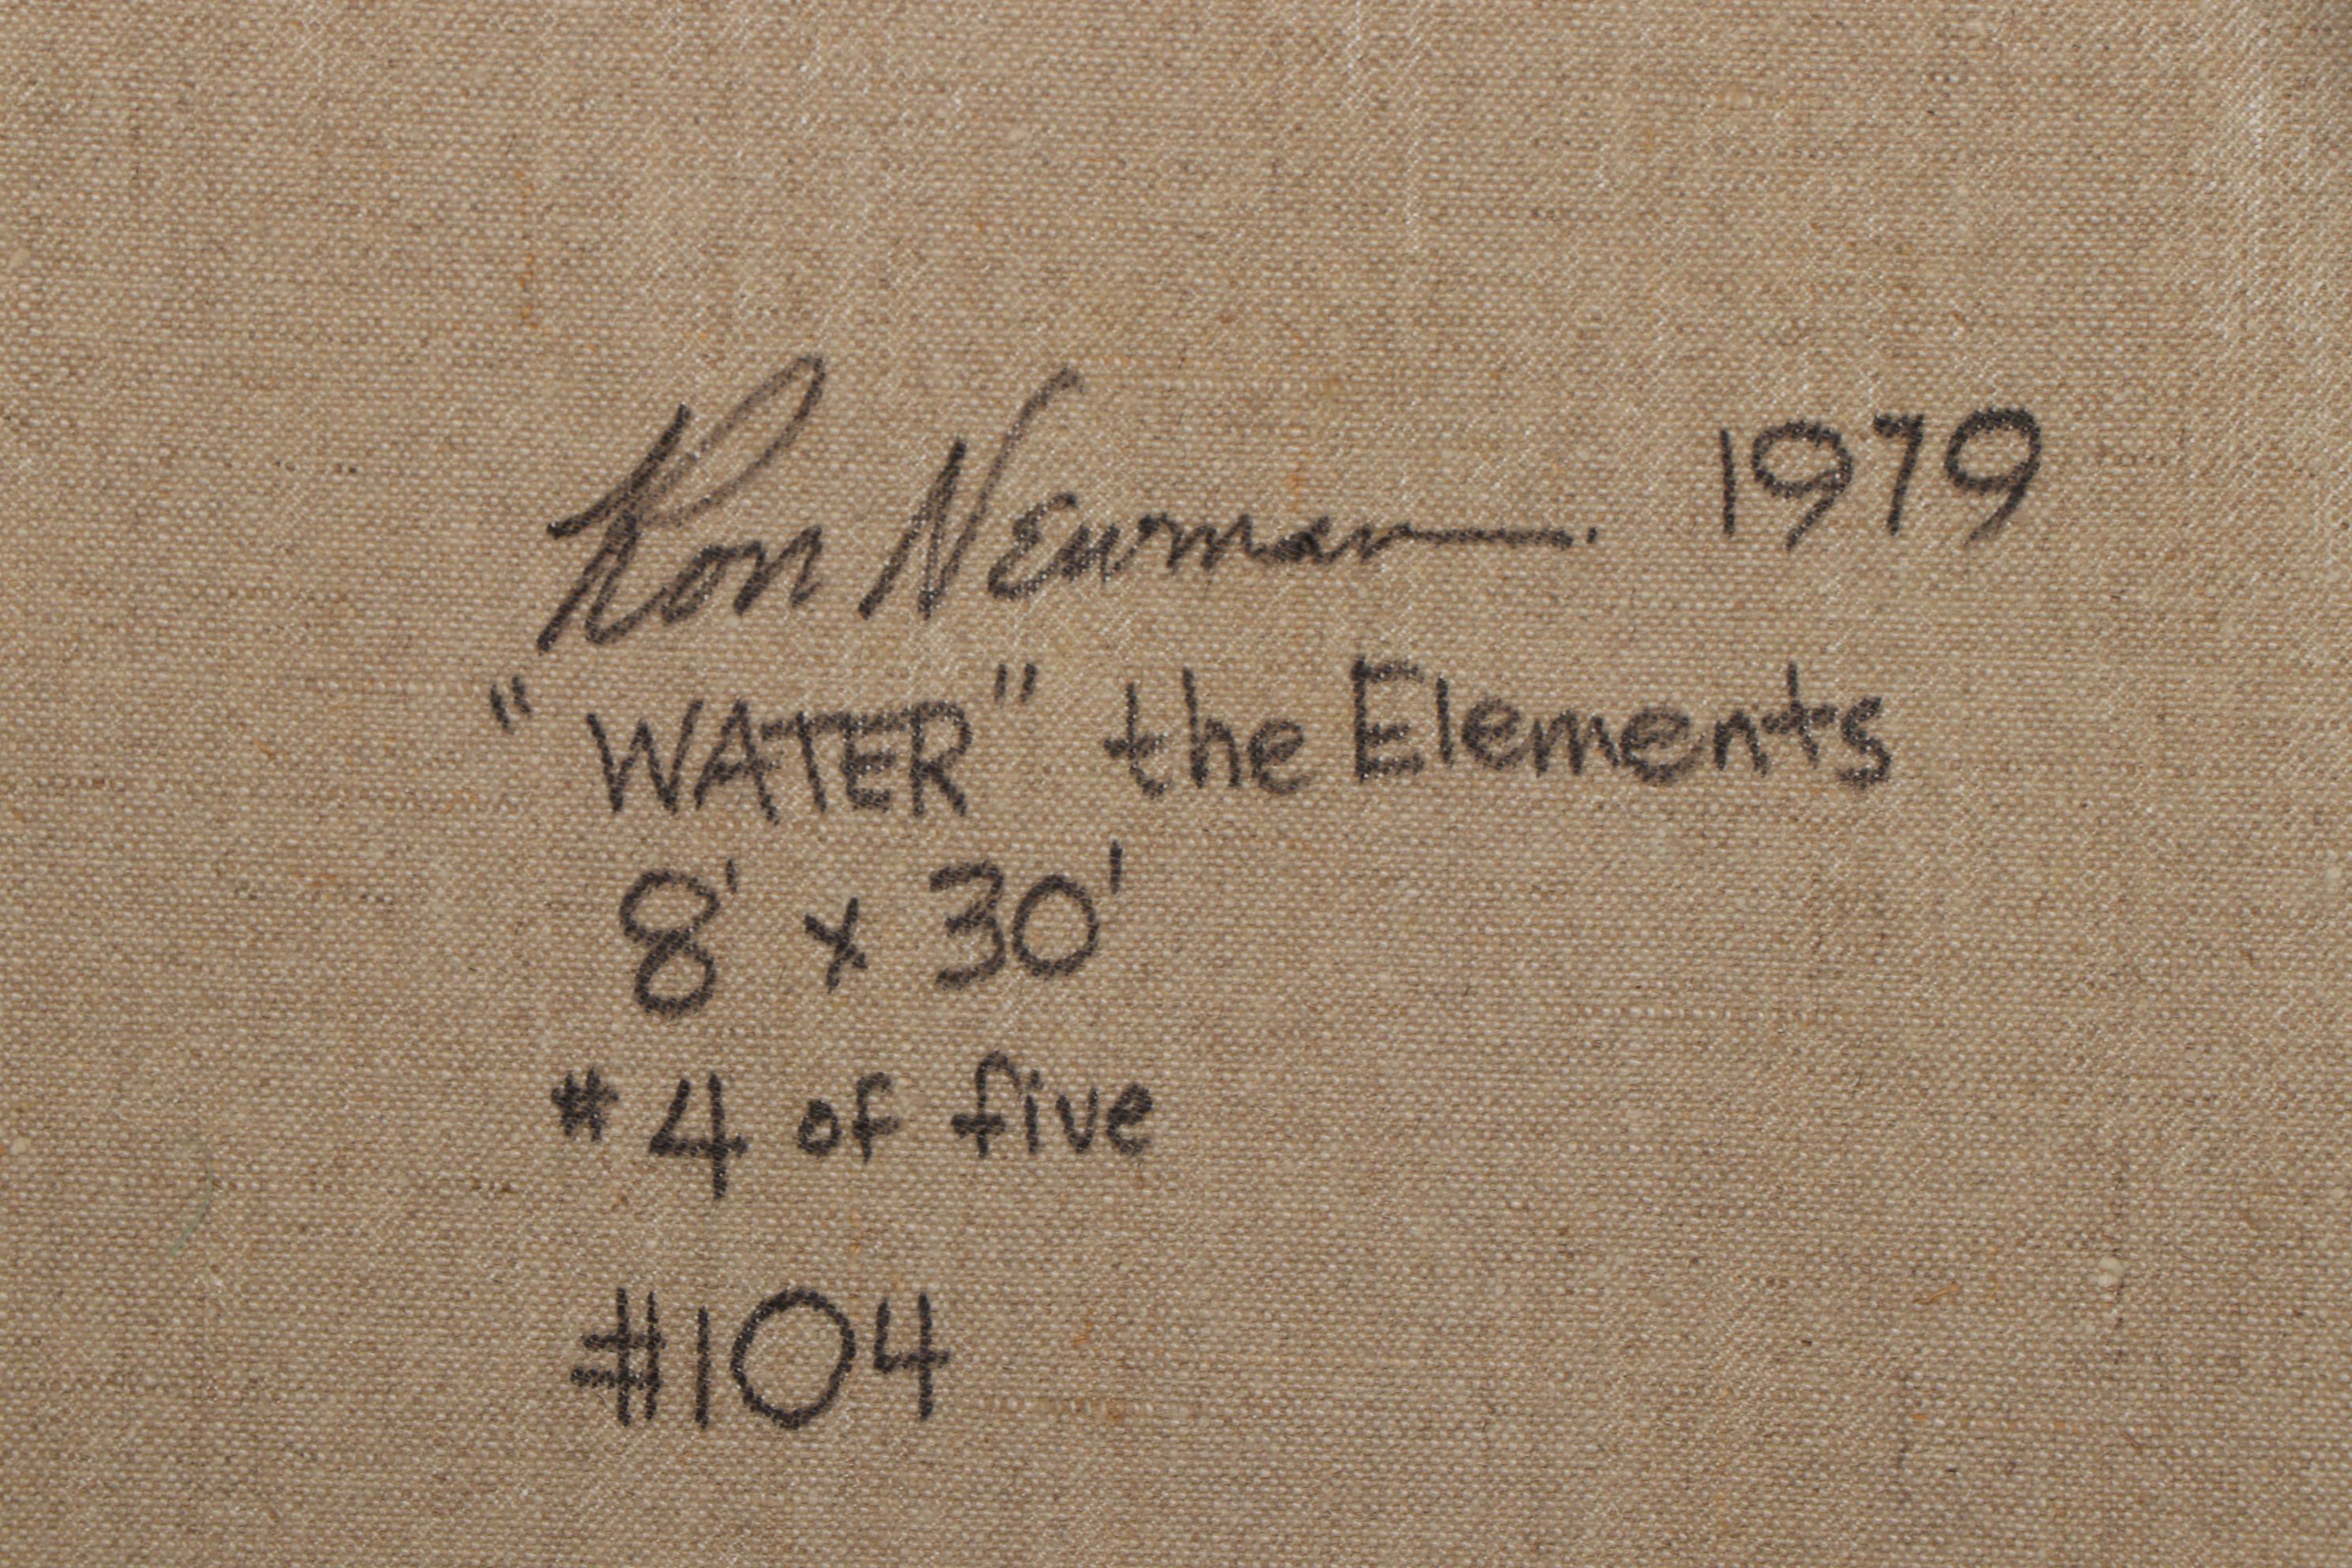 Ron Newman. 1979
"WATER" the Elements
8' x 30'
#4 of five
#104